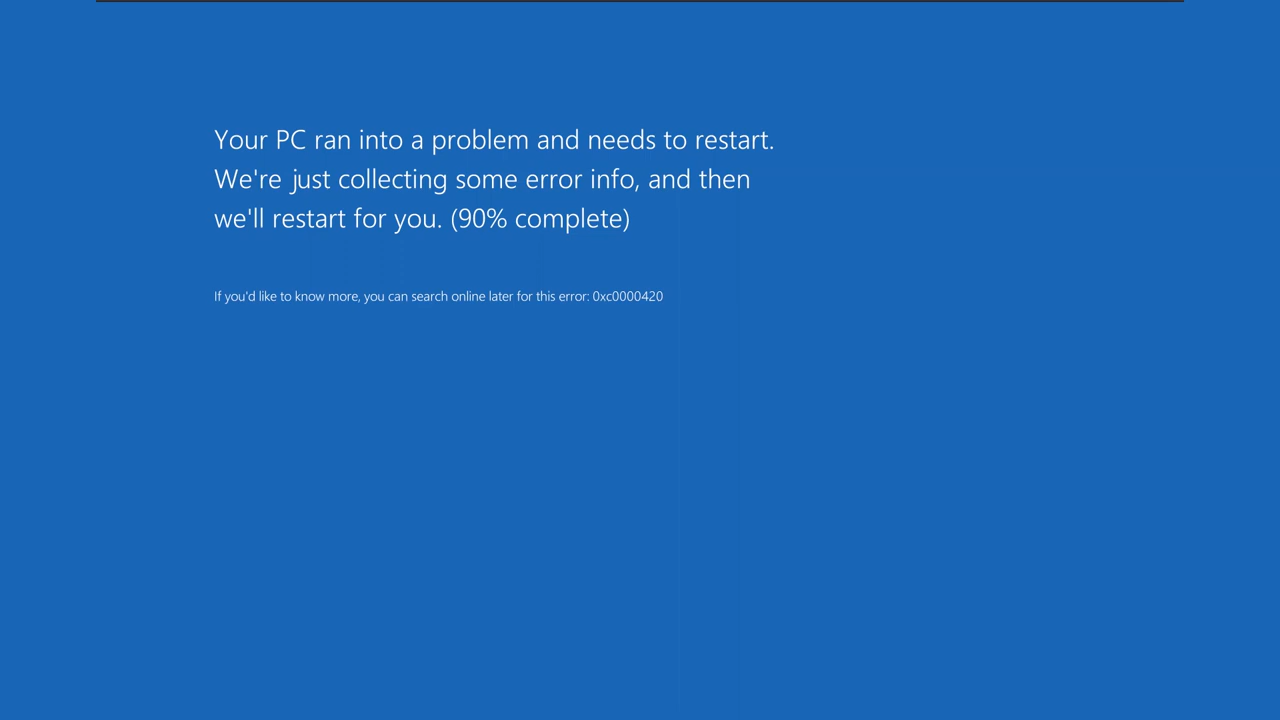 Your PC ran into a problem and needs to restart.
We're just collecting some error info, and then
we'll restart for you. (90% complete)
If you'd like to know more, you can search online later for this error: 0xc0000420